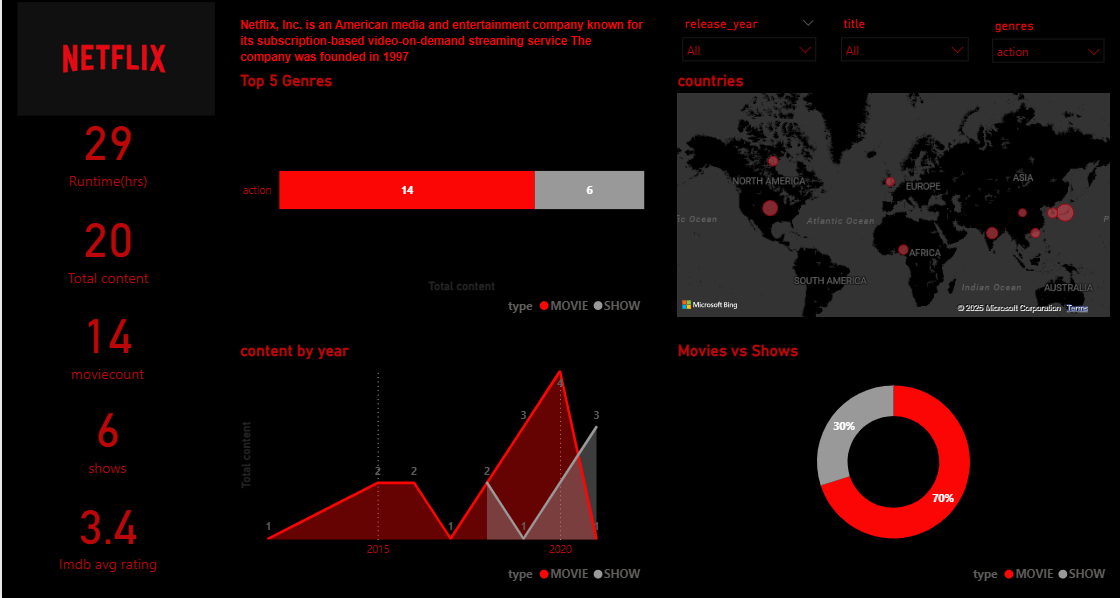 NETFLIX
29
Runtime(hrs)
20
Total content
14
moviecount
6
shows
3.4
Imdb avg rating
Netflix, Inc. is an American media and entertainment company known for
its subscription-based video-on-demand streaming service The
company was founded in 1997
release_year
All
title
All
genres
action
Top 5 Genres
action
14
6
Total content
type MOVIE SHOW
countries
NORTH AMERICA
EUROPE
ASIA
ic Ocean
Atlantic Ocean
P
AFRICA
SOUTH AMERICA
Indian Ocean
AUSTRALIA
Microsoft Bing
© 2025 Microsoft Corporation Terms
content by year
Total content
1
2
2
1
2
3
4
1
1
3
2015
2020
type MOVIE SHOW
Movies vs Shows
30%
70%
type MOVIE SHOW